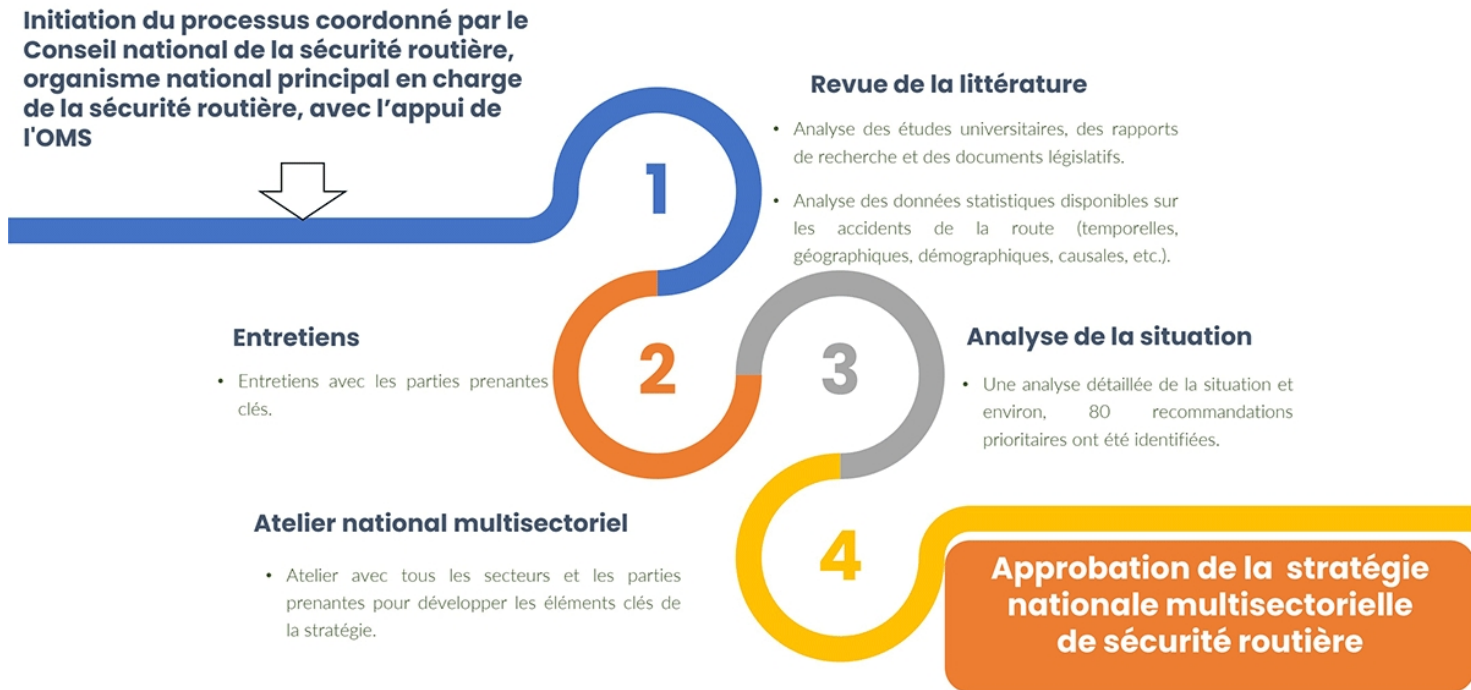 Initiation du processus coordonné par le
Conseil national de la sécurité routière,
organisme national principal en charge
de la sécurité routière, avec l’appui de
l'OMS
1
Revue de la littérature
• Analyse des études universitaires, des rapports
de recherche et des documents législatifs.
• Analyse des données statistiques disponibles sur
les accidents de la route (temporelles,
géographiques, démographiques, causales, etc.).
2
Entretiens
• Entretiens avec les parties prenantes
clés.
3
Analyse de la situation
• Une analyse détaillée de la situation et
environ, 80 recommandations
prioritaires ont été identifiées.
4
Atelier national multisectoriel
• Atelier avec tous les secteurs et les parties
prenantes pour développer les éléments clés de
la stratégie.
Approbation de la stratégie
nationale multisectorielle
de sécurité routière